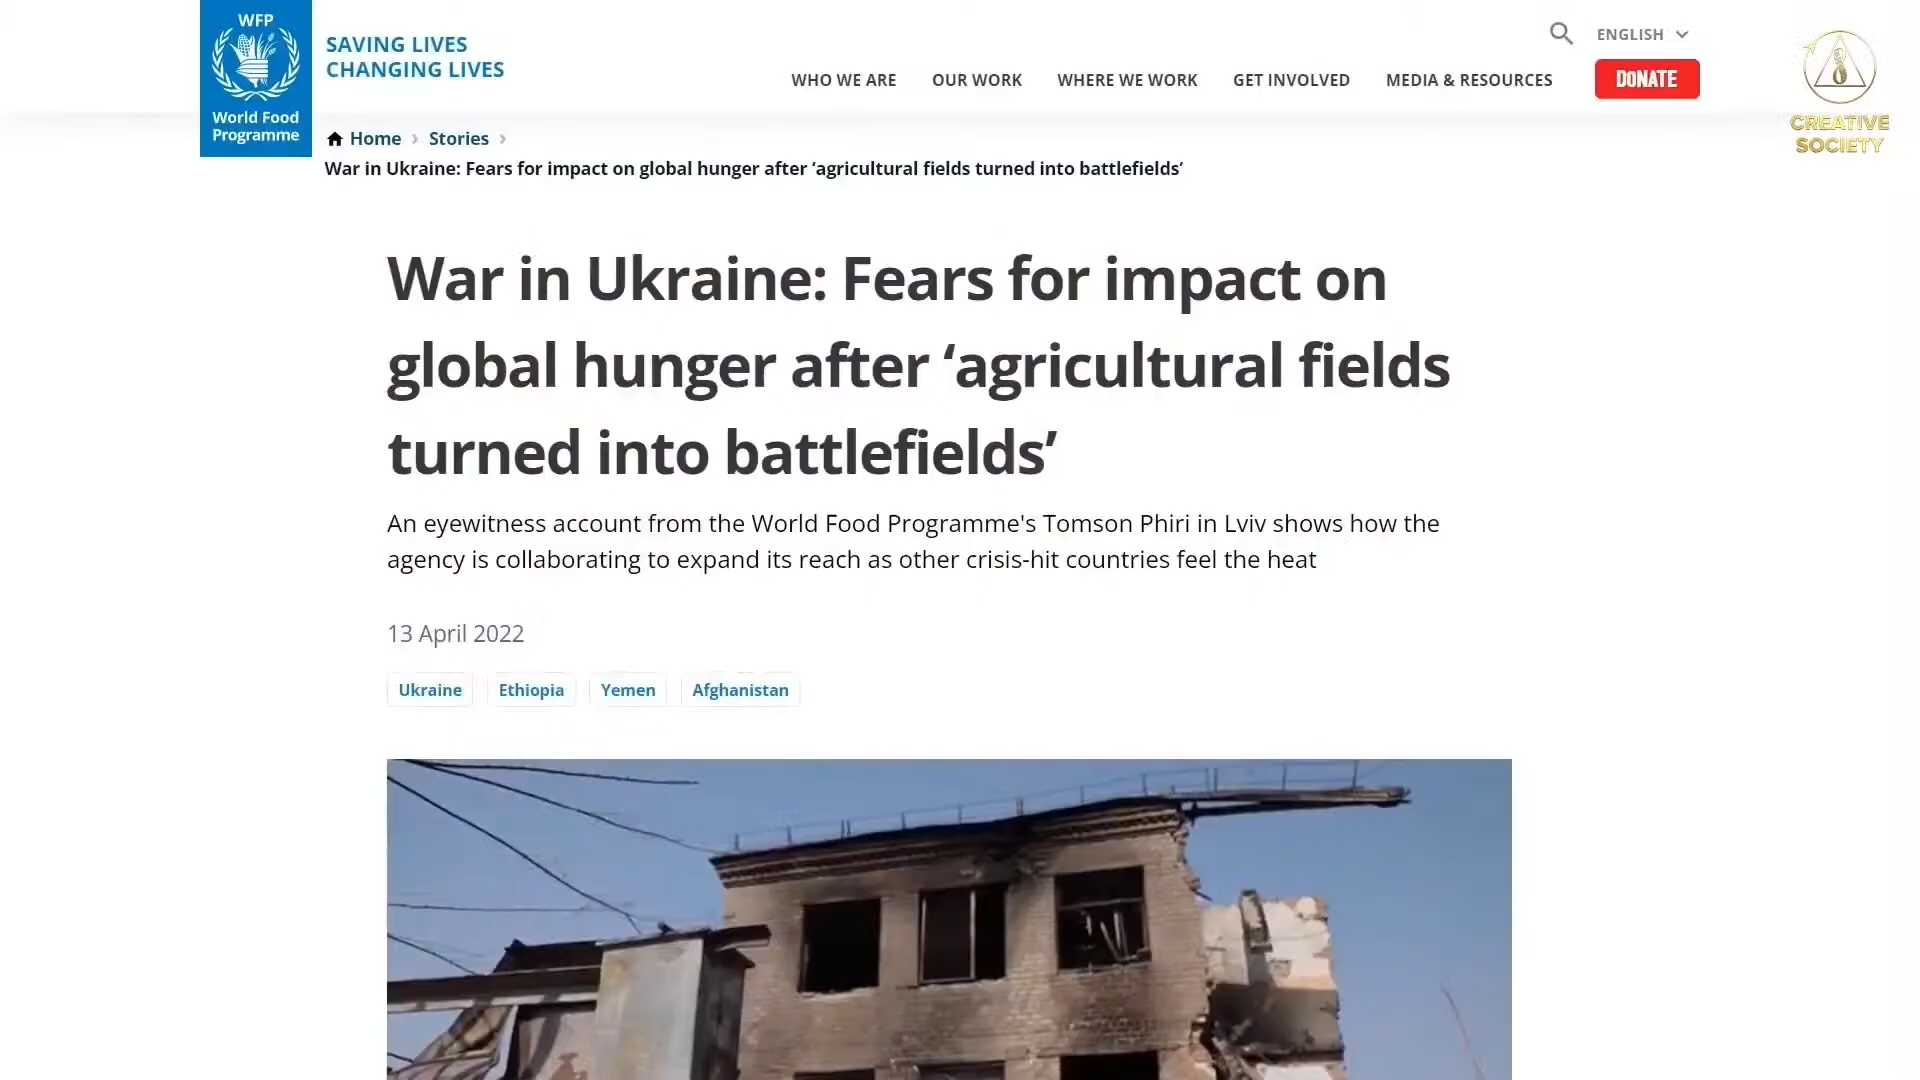 WFP
World Food
Programme
SAVING LIVES
CHANGING LIVES
ENGLISH
WHO WE ARE
OUR WORK
WHERE WE WORK
GET INVOLVED
MEDIA & RESOURCES
DONATE
CREATIVE
SOCIETY
Home › Stories ›
War in Ukraine: Fears for impact on global hunger after ‘agricultural fields turned into battlefields’
War in Ukraine: Fears for impact on
global hunger after ‘agricultural fields
turned into battlefields’
An eyewitness account from the World Food Programme's Tomson Phiri in Lviv shows how the
agency is collaborating to expand its reach as other crisis-hit countries feel the heat
13 April 2022
Ukraine
Ethiopia
Yemen
Afghanistan